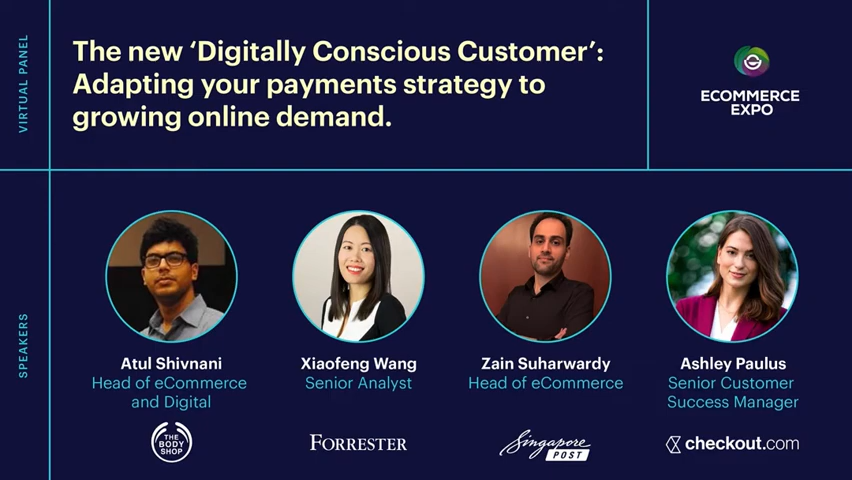 VIRTUAL PANEL
The new ‘Digitally Conscious Customer’:
Adapting your payments strategy to
growing online demand.
ECOMMERCE
EXPO
SPEAKERS
Atul Shivnani
Head of eCommerce
and Digital
THE
BODY
SHOP
Xiaofeng Wang
Senior Analyst
FORRESTER
Zain Suharwardy
Head of eCommerce
Singapore
POST
Ashley Paulus
Senior Customer
Success Manager
checkout.com